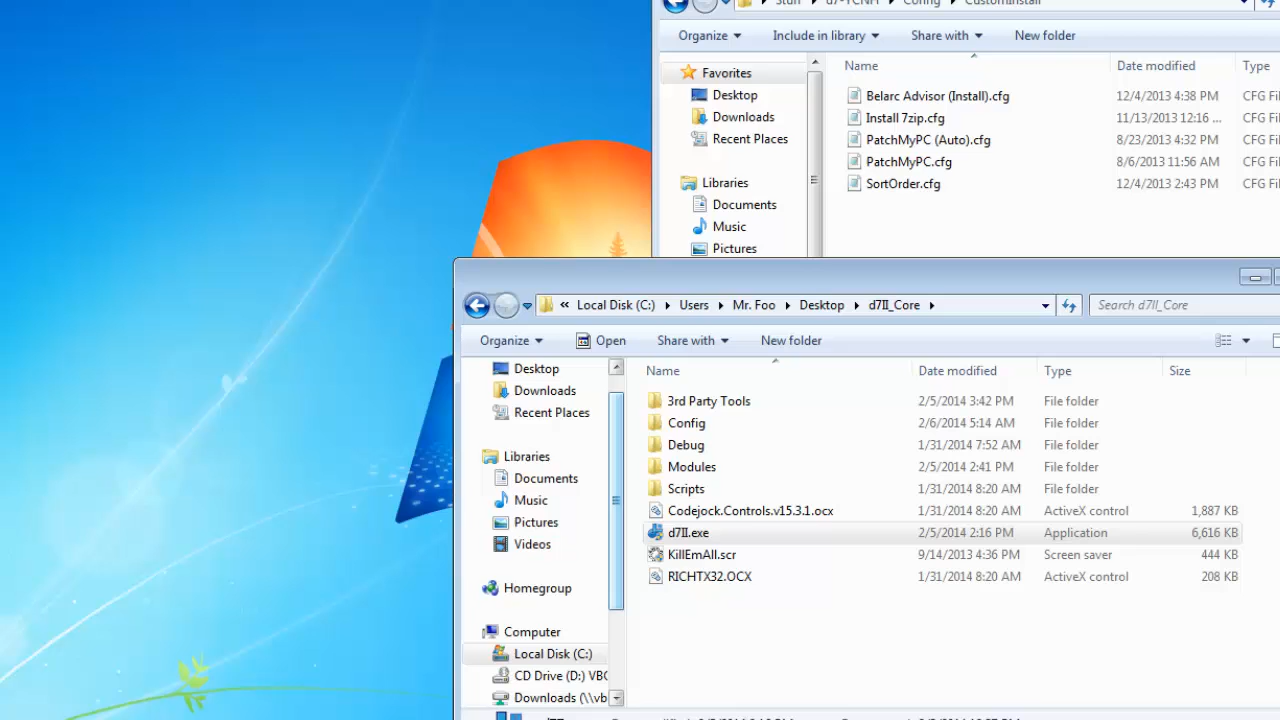 Stuff d7-YCNH Config CustomInstall
Organize Include in library Share with New folder
Favorites
Desktop
Downloads
Recent Places
Libraries
Documents
Music
Pictures
Name Date modified Type
Belarc Advisor (Install).cfg 12/4/2013 4:38 PM CFG Fi
Install 7zip.cfg 11/13/2013 12:16 ... CFG Fi
PatchMyPC (Auto).cfg 8/23/2013 4:32 PM CFG Fi
PatchMyPC.cfg 8/6/2013 11:56 AM CFG Fi
SortOrder.cfg 12/4/2013 2:43 PM CFG Fi
« Local Disk (C:) Users Mr. Foo Desktop d7II_Core Search d7II_Core
Organize Open Share with New folder
Desktop
Downloads
Recent Places
Libraries
Documents
Music
Pictures
Videos
Homegroup
Computer
Local Disk (C:)
CD Drive (D:) VBC
Downloads (\\vb
Name Date modified Type Size
3rd Party Tools 2/5/2014 3:42 PM File folder
Config 2/6/2014 5:14 AM File folder
Debug 1/31/2014 7:52 AM File folder
Modules 2/5/2014 2:41 PM File folder
Scripts 1/31/2014 8:20 AM File folder
Codejock.Controls.v15.3.1.ocx 1/31/2014 8:20 AM ActiveX control 1,887 KB
d7II.exe 2/5/2014 2:16 PM Application 6,616 KB
KillEmAll.scr 9/14/2013 4:36 PM Screen saver 444 KB
RICHTX32.OCX 1/31/2014 8:20 AM ActiveX control 208 KB